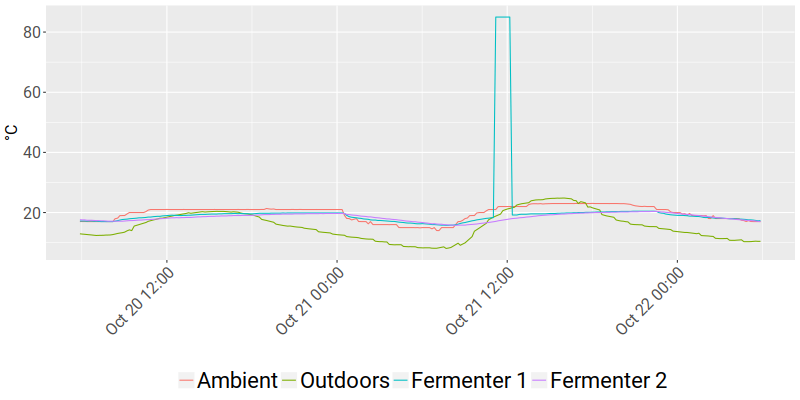 80
60
°C
40
20
Oct 20 12:00
Oct 21 00:00
Oct 21 12:00
Oct 22 00:00
Ambient Outdoors Fermenter 1 Fermenter 2